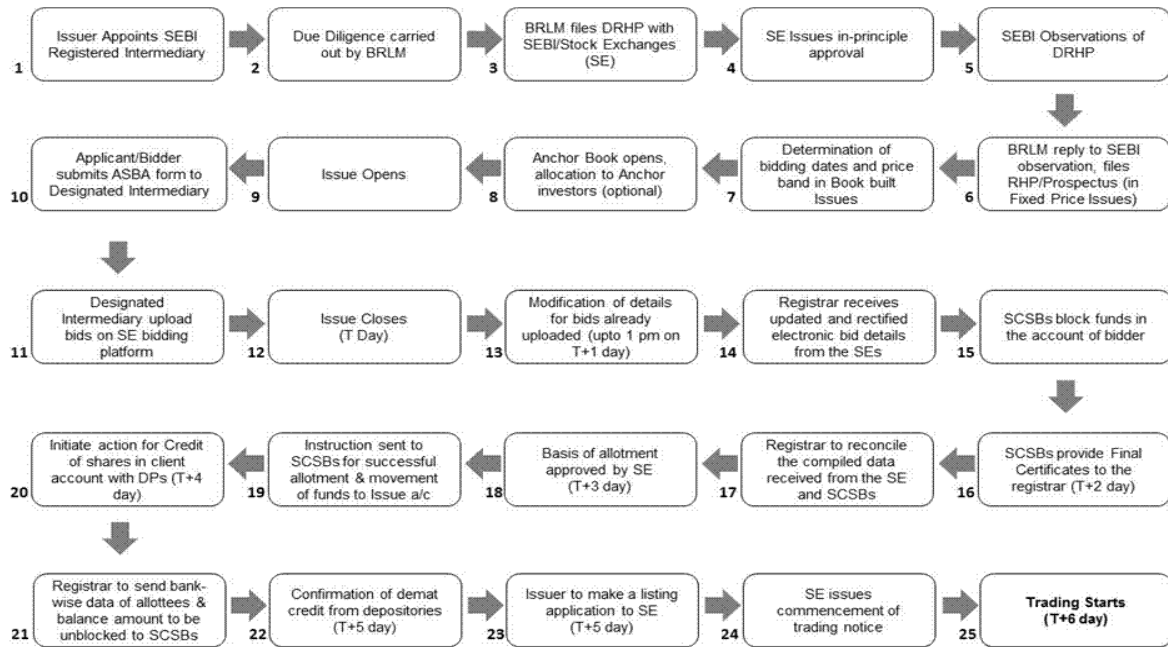 Issuer Appoints SEBI
Registered Intermediary
1
Due Diligence carried
out by BRLM
2
BRLM files DRHP with
SEBI/Stock Exchanges
(SE)
3
SE Issues in-principle
approval
4
SEBI Observations of
DRHP
5
BRLM reply to SEBI
observation, files
RHP/Prospectus (in
Fixed Price Issues)
6
Determination of
bidding dates and price
band in Book built
Issues
7
Anchor Book opens,
allocation to Anchor
investors (optional)
8
Issue Opens
9
Applicant/Bidder
submits ASBA form to
Designated Intermediary
10
Designated
Intermediary upload
bids on SE bidding
platform
11
Issue Closes
(T Day)
12
Modification of details
for bids already
uploaded (upto 1 pm on
T+1 day)
13
Registrar receives
updated and rectified
electronic bid details
from the SEs
14
SCSBs block funds in
the account of bidder
15
SCSBs provide Final
Certificates to the
registrar (T+2 day)
16
Registrar to reconcile
the compiled data
received from the SE
and SCSBs
17
Basis of allotment
approved by SE
(T+3 day)
18
Instruction sent to
SCSBs for successful
allotment & movement
of funds to Issue a/c
19
Initiate action for Credit
of shares in client
account with DPs (T+4
day)
20
Registrar to send bank-
wise data of allottees &
balance amount to be
unblocked to SCSBs
21
Confirmation of demat
credit from depositories
(T+5 day)
22
Issuer to make a listing
application to SE
(T+5 day)
23
SE issues
commencement of
trading notice
24
Trading Starts
(T+6 day)
25